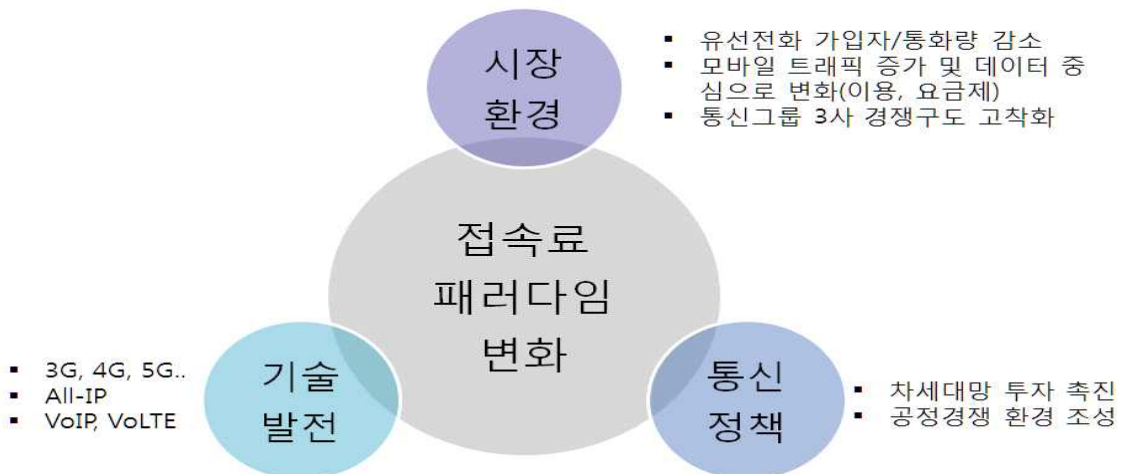 시장
환경
▪ 유선전화 가입자/통화량 감소
▪ 모바일 트래픽 증가 및 데이터 중
심으로 변화(이용, 요금제)
▪ 통신그룹 3사 경쟁구도 고착화
접속료
패러다임
변화
기술
발전
▪ 3G, 4G, 5G..
▪ All-IP
▪ VoIP, VoLTE
통신
정책
▪ 차세대망 투자 촉진
▪ 공정경쟁 환경 조성